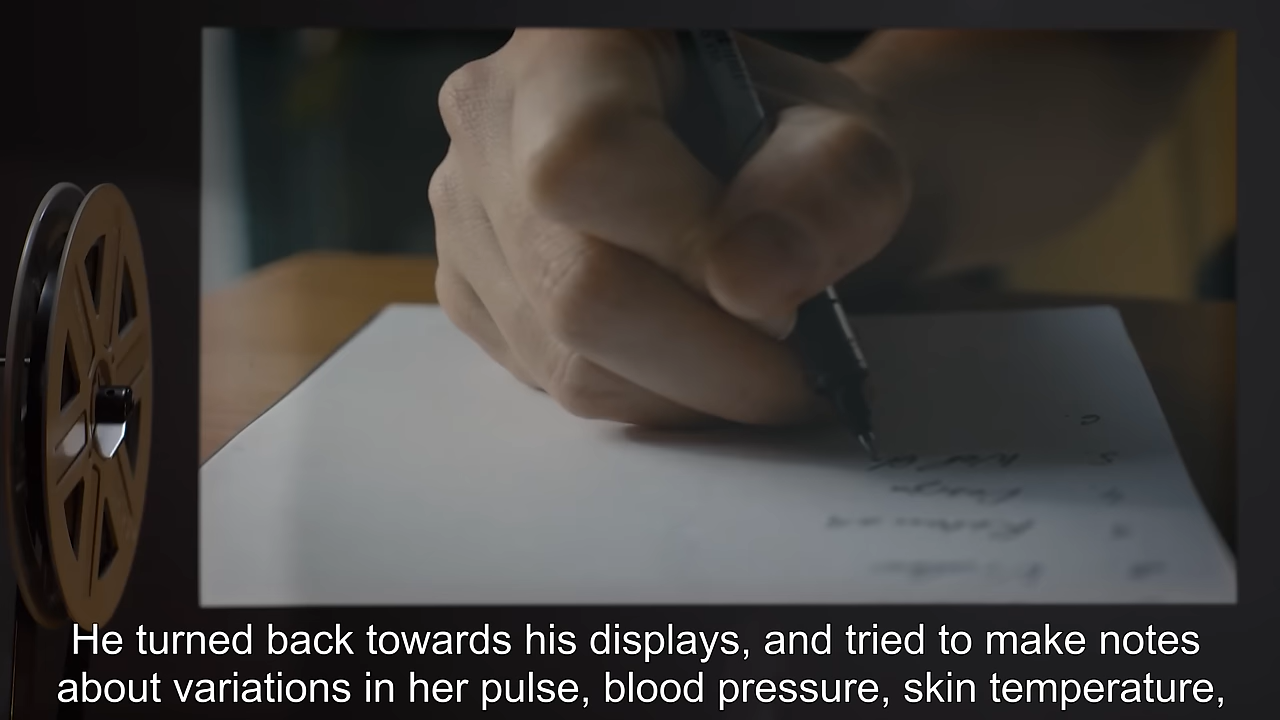 He turned back towards his displays, and tried to make notes
about variations in her pulse, blood pressure, skin temperature,